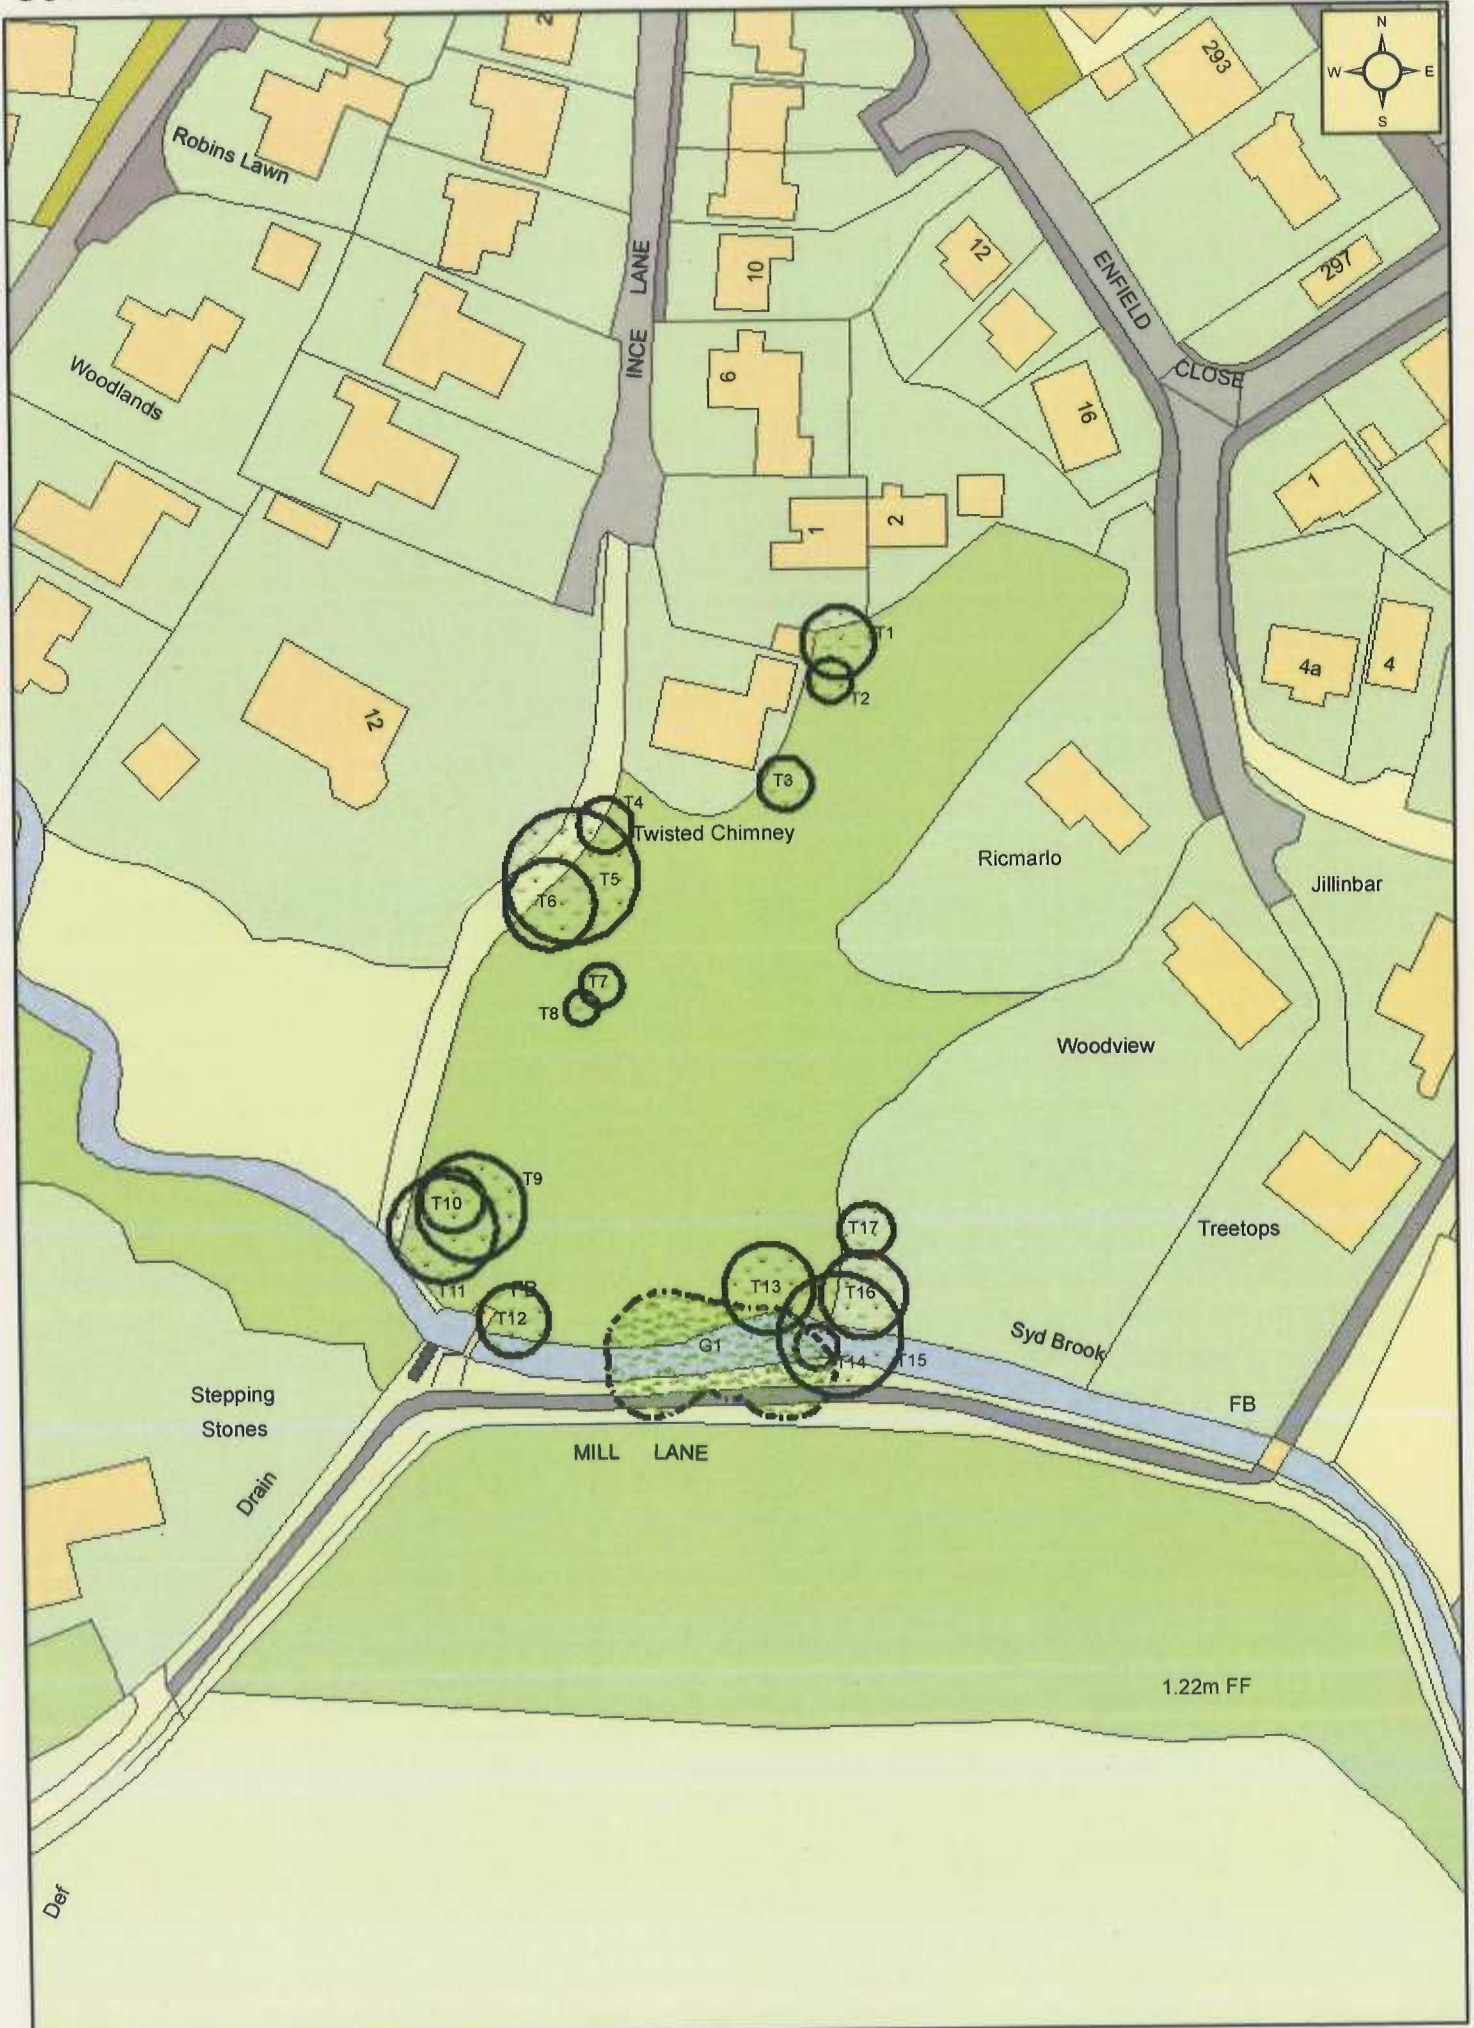 N
W E
S
2
293
Robins Lawn
LANE
10
12
ENFIELD
297
INCE
6
CLOSE
Woodlands
16
1
1
2
T1
4a
4
T2
12
T3
T4
Twisted Chimney
Ricmarlo
T5
Jillinbar
T6
T7
T8
Woodview
T9
T10
T17
Treetops
T11
FB
T13
T16
T12
G1
Syd Brook
T14
T15
Stepping
Stones
FB
MILL LANE
Drain
1.22m FF
Def